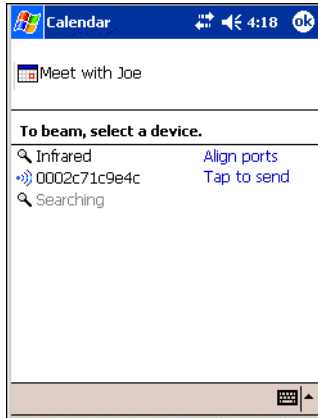 Calendar 4:18 ok
Meet with Joe
To beam, select a device.
Infrared Align ports
0002c71c9e4c Tap to send
Searching